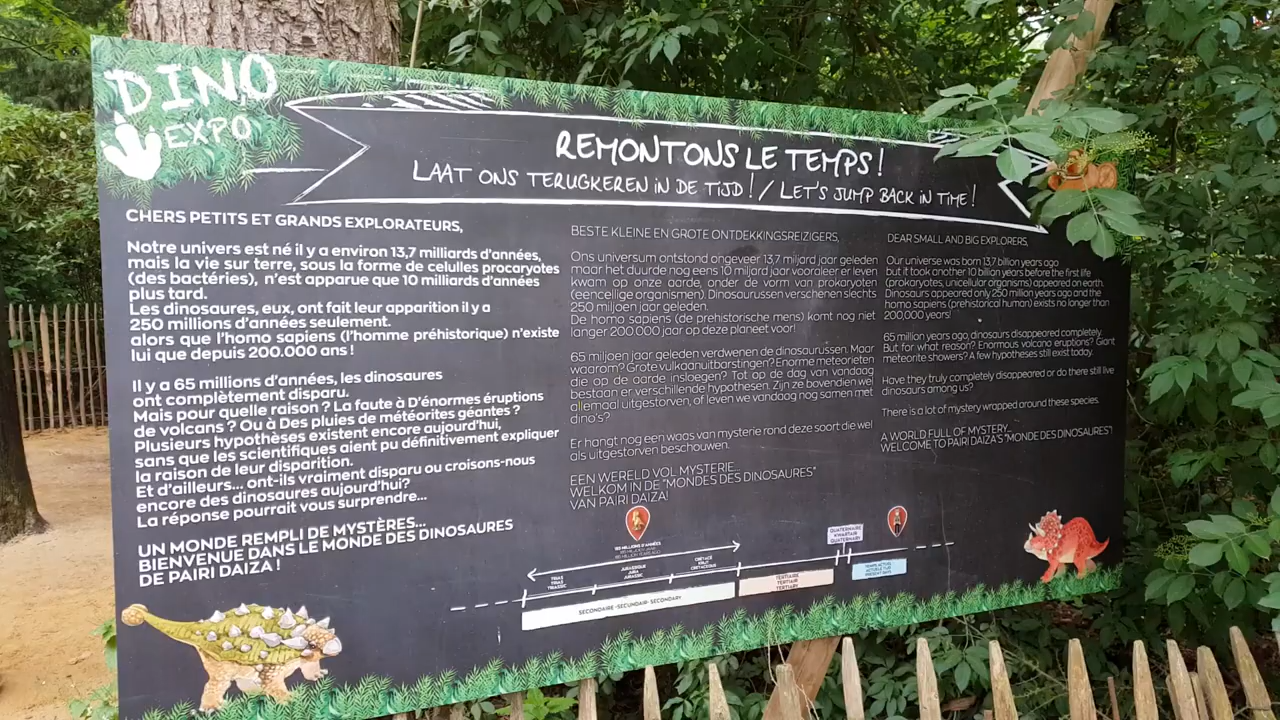 DINO
EXPO
REMONTONS LE TEMPS!
LAAT ONS TERUGKEREN iN DE TiJD! / LET'S JUMP BACK IN TIME!
CHERS PETITS ET GRANDS EXPLORATEURS,
Notre univers est né il y a environ 13,7 milliards d'années,
mais la vie sur terre, sous la forme de cellules procaryotes
(des bactéries), n'est apparue que 10 milliards d'années
plus tard.
Les dinosaures, eux, ont fait leur apparition il y a
250 millions d'années seulement.
alors que l'homo sapiens (l'homme préhistorique) n'existe
lui que depuis 200.000 ans !
Il y a 65 millions d'années, les dinosaures
ont complètement disparu.
Mais pour quelle raison ? La faute à D'énormes éruptions
de volcans ? Ou à Des pluies de météorites géantes ?
Plusieurs hypothèses existent encore aujourd'hui,
sans que les scientifiques aient pu définitivement expliquer
la raison de leur disparition.
Et d'ailleurs... ont-ils vraiment disparu ou croisons-nous
encore des dinosaures aujourd'hui?
La réponse pourrait vous surprendre...
UN MONDE REMPLI DE MYSTÈRES...
BIENVENUE DANS LE MONDE DES DINOSAURES
DE PAIRI DAIZA !
BESTE KLEINE EN GROTE ONTDEKKINGSREIZIGERS,
Ons universum ontstond ongeveer 13,7 miljard jaar geleden
maar het duurde nog eens 10 miljard jaar vooraleer er leven
kwam op onze aarde, onder de vorm van prokaryoten
(eencellige organismen). Dinosaurussen verschenen slechts
250 miljoen jaar geleden.
De homo sapiens (de prehistorische mens) komt nog niet
langer 200 000 jaar op deze planeet voor!
65 miljoen jaar geleden verdwenen de dinosaurussen. Maar
waarom? Grote vulkaanuitbarstingen? Enorme meteorieten
die op de aarde insloegen? Tot op de dag van vandaag
bestaan er verschillende hypothesen. Zijn ze bovendien wel
allemaal uitgestorven, of leven we vandaag nog samen met
dino's?
Er hangt nog een waas van mysterie rond deze soort die wel
als uitgestorven beschouwen.
EEN WERELD VOL MYSTERIE...
WELKOM IN DE "MONDES DES DINOSAURES"
VAN PAIRI DAIZA!
DEAR SMALL AND BIG EXPLORERS,
Our universe was born 13,7 billion years ago
but it took another 10 billion years before the first life
(prokaryotes, unicellular organisms) appeared on earth.
Dinosaurs appeared only 250 million years ago and the
homo sapiens (prehistorical human) exists no longer than
200,000 years!
65 million years ago, dinosaurs disappeared completely.
But for what reason? Enormous volcano eruptions? Giant
meteorite showers? A few hypotheses still exist today.
Have they truly completely disappeared or do there still live
dinosaurs among us?
There is a lot of mystery wrapped around these species.
A WORLD FULL OF MYSTERY...
WELCOME TO PAIRI DAIZA'S "MONDE DES DINOSAURES"!
TRIAS
TRIAS
TRIASSIC
JURASSIQUE
JURA
JURASSIC
CRÉTACÉ
KRIJT
CRETACEOUS
SECONDAIRE - SECUNDAIR - SECONDARY
TERTIAIRE
TERTIAIR
TERTIARY
QUATERNAIRE
KWARTAIR
QUATERNARY